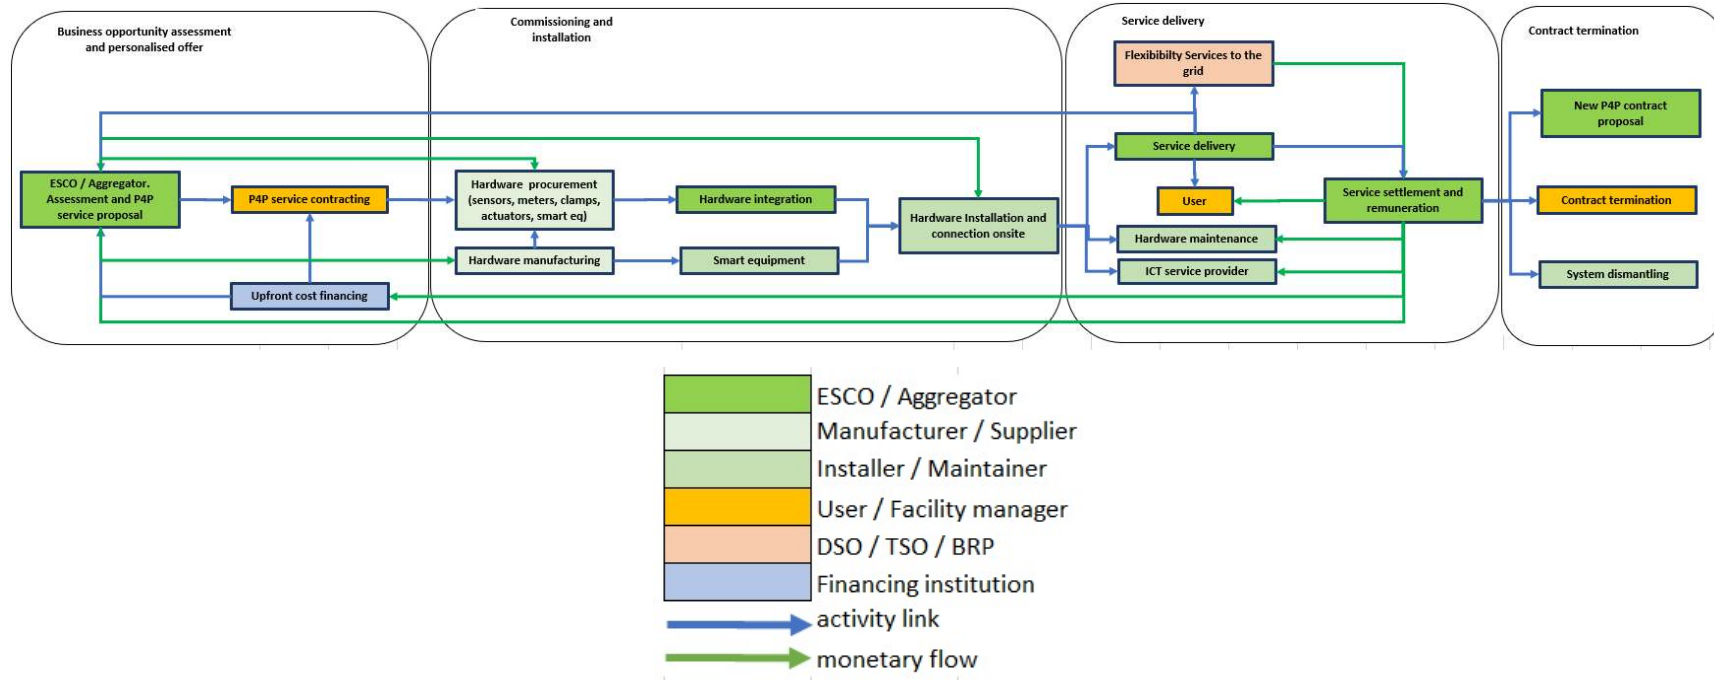 Business opportunity assessment
and personalised offer
Commissioning and
installation
Service delivery
Contract termination
Flexibibilty Services to the
grid
New P4P contract
proposal
Service delivery
ESCO / Aggregator.
Assessment and P4P
service proposal
P4P service contracting
Hardware procurement
(sensors, meters, clamps,
actuators, smart eq)
Hardware integration
Hardware Installation and
connection onsite
User
Service settlement and
remuneration
Contract termination
Hardware maintenance
Hardware manufacturing
Smart equipment
ICT service provider
System dismantling
Upfront cost financing
ESCO / Aggregator
Manufacturer / Supplier
Installer / Maintainer
User / Facility manager
DSO / TSO / BRP
Financing institution
activity link
monetary flow